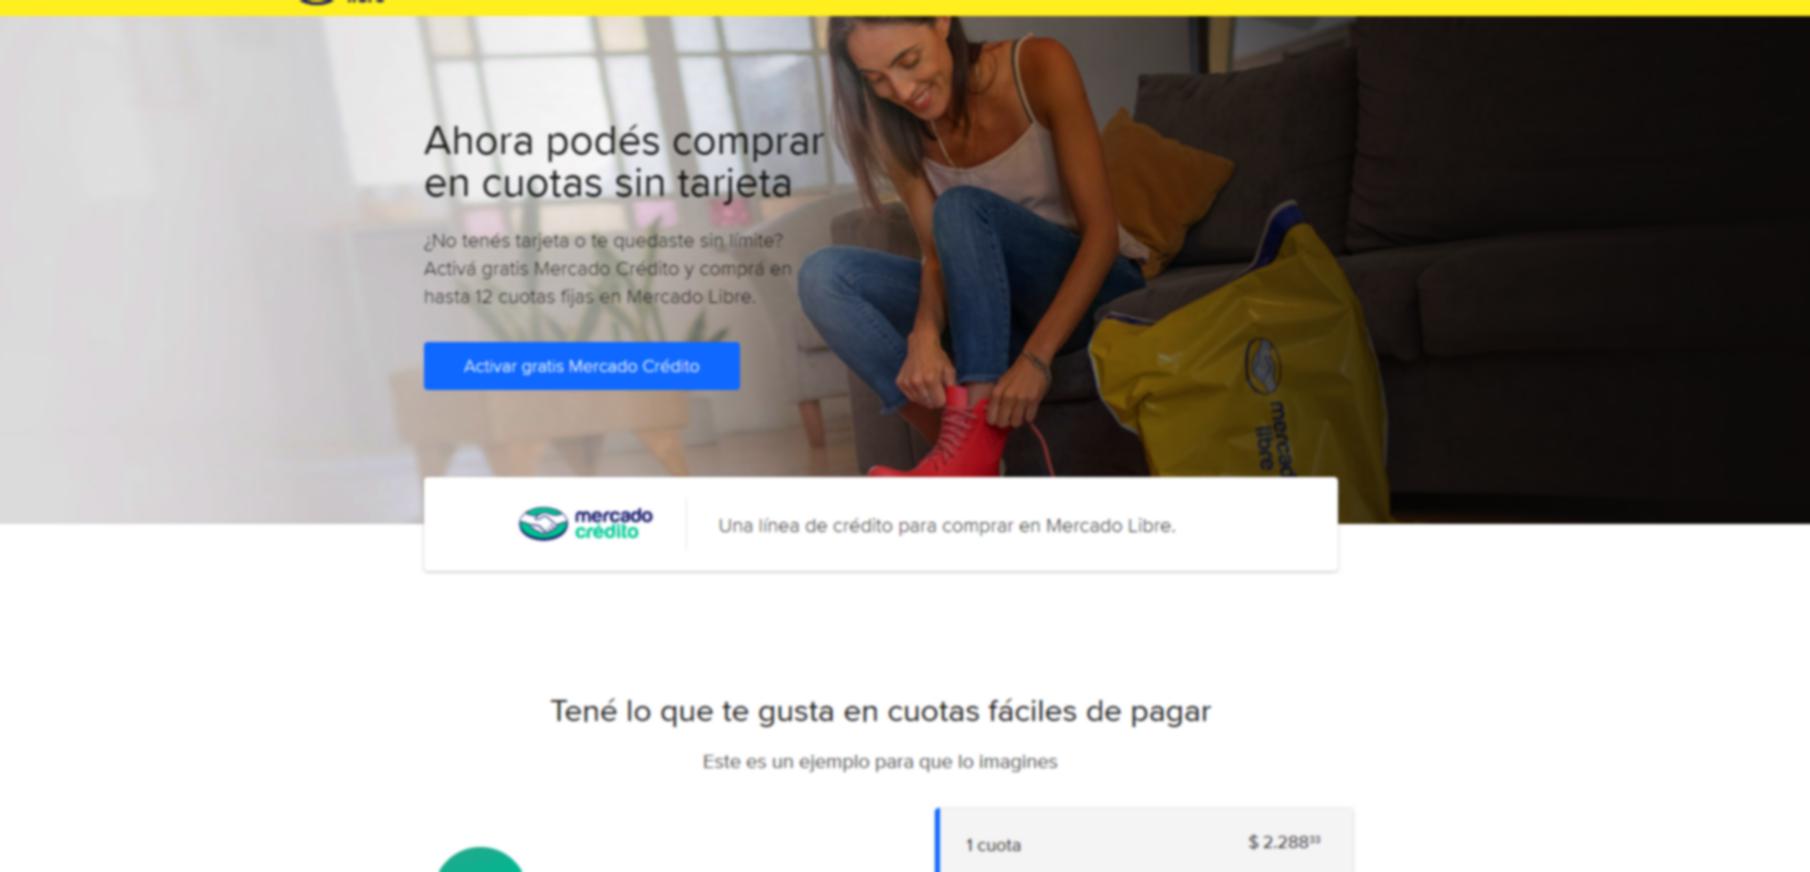 libre
Ahora podés comprar
en cuotas sin tarjeta
¿No tenés tarjeta o te quedaste sin límite?
Activá gratis Mercado Crédito y comprá en
hasta 12 cuotas fijas en Mercado Libre.
Activar gratis Mercado Crédito
mercado
libre
mercado
crédito
Una línea de crédito para comprar en Mercado Libre.
Tené lo que te gusta en cuotas fáciles de pagar
Este es un ejemplo para que lo imagines
1 cuota $ 2.288³³